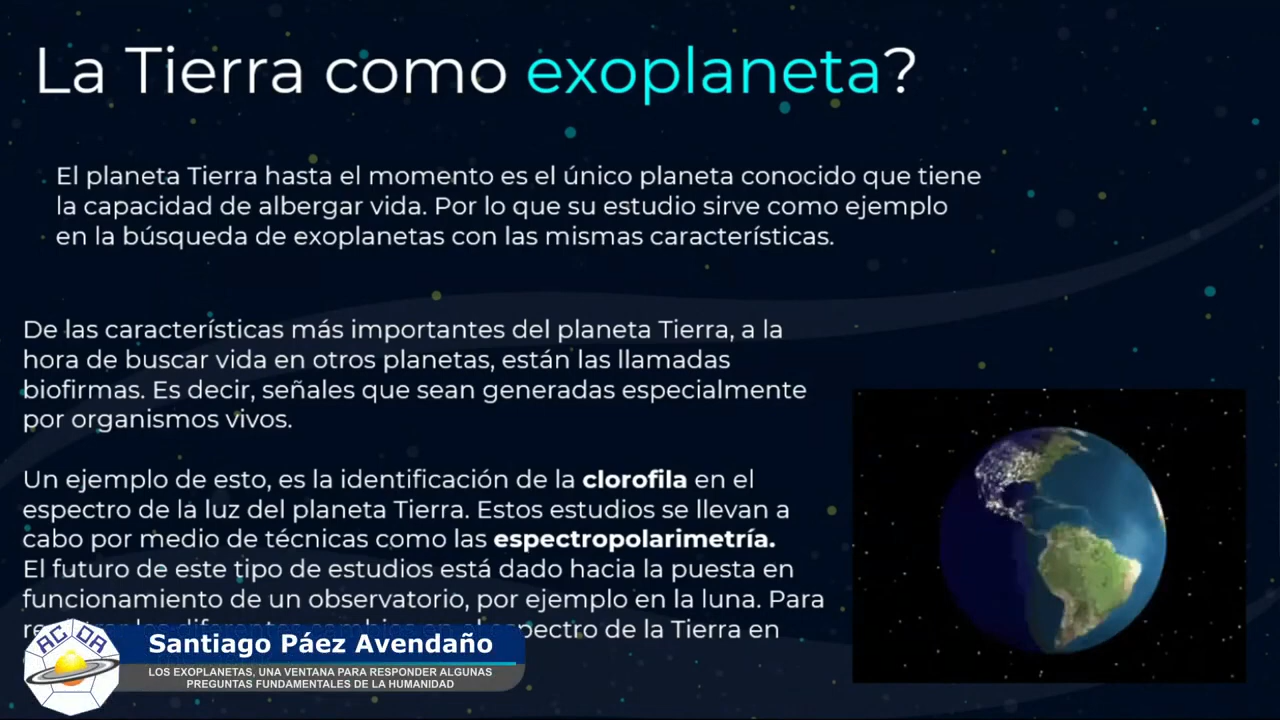 La Tierra como exoplaneta?
El planeta Tierra hasta el momento es el único planeta conocido que tiene
la capacidad de albergar vida. Por lo que su estudio sirve como ejemplo
en la búsqueda de exoplanetas con las mismas características.
De las características más importantes del planeta Tierra, a la
hora de buscar vida en otros planetas, están las llamadas
biofirmas. Es decir, señales que sean generadas especialmente
por organismos vivos.
Un ejemplo de esto, es la identificación de la clorofila en el
espectro de la luz del planeta Tierra. Estos estudios se llevan a
cabo por medio de técnicas como las espectropolarimetría.
El futuro de este tipo de estudios está dado hacia la puesta en
funcionamiento de un observatorio, por ejemplo en la luna. Para
de la Tierra en
ACDA
Santiago Páez Avendaño
LOS EXOPLANETAS, UNA VENTANA PARA RESPONDER ALGUNAS
PREGUNTAS FUNDAMENTALES DE LA HUMANIDAD